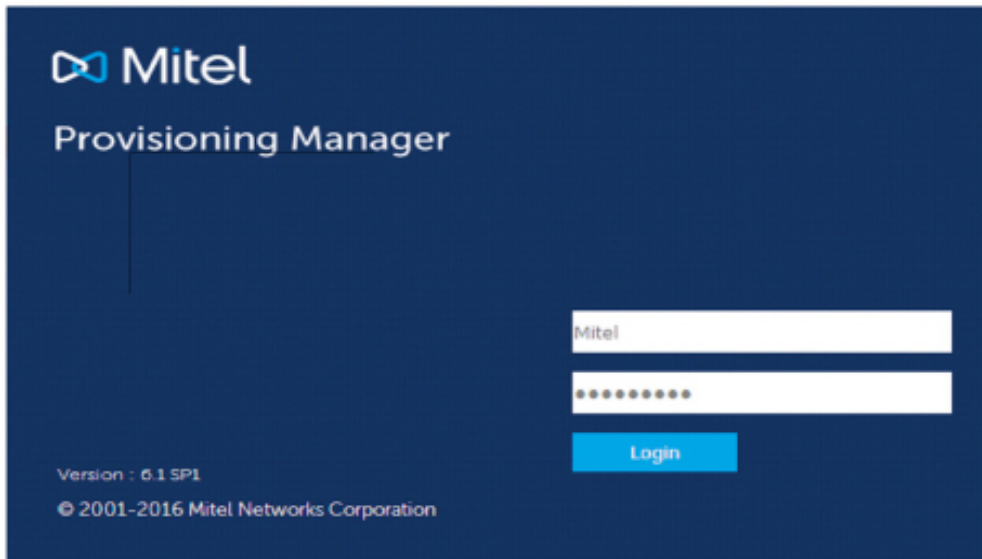 Mitel
Provisioning Manager
Mitel
●●●●●●●●●
Login
Version : 6.1 SP1
© 2001-2016 Mitel Networks Corporation